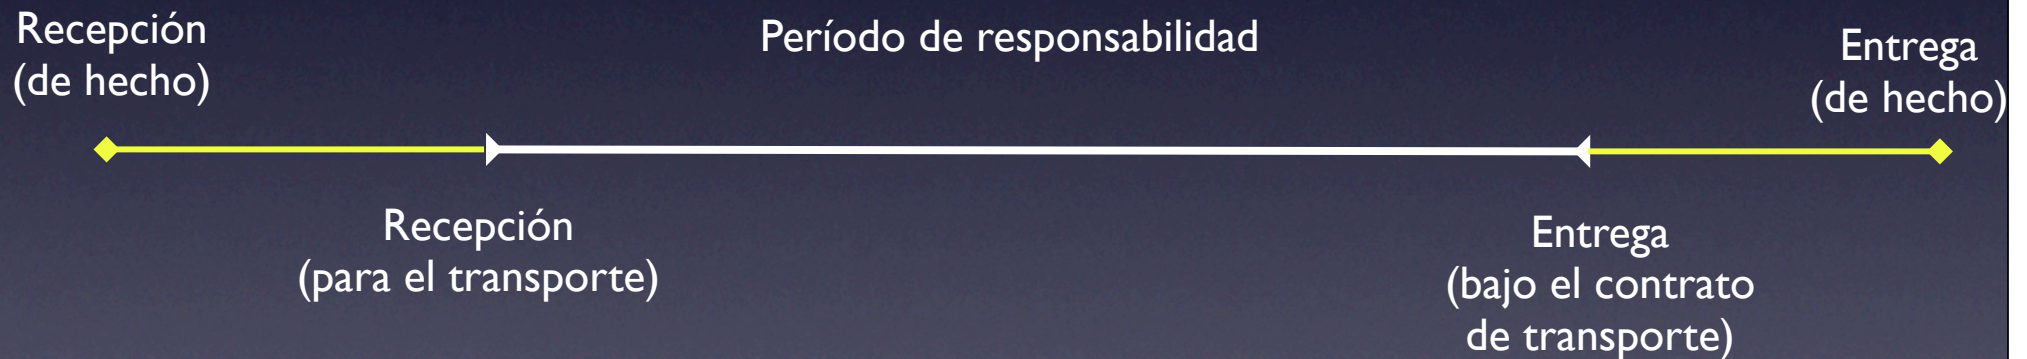 Recepción
(de hecho)
Período de responsabilidad
Entrega
(de hecho)
Recepción
(para el transporte)
Entrega
(bajo el contrato
de transporte)